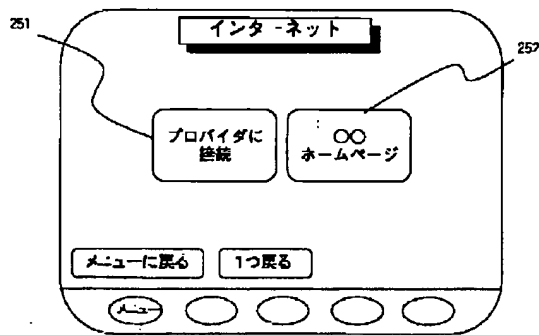 251
インターネット
252
プロバイダに
接続
○○
ホームページ
メニューに戻る
1つ戻る
メニュー